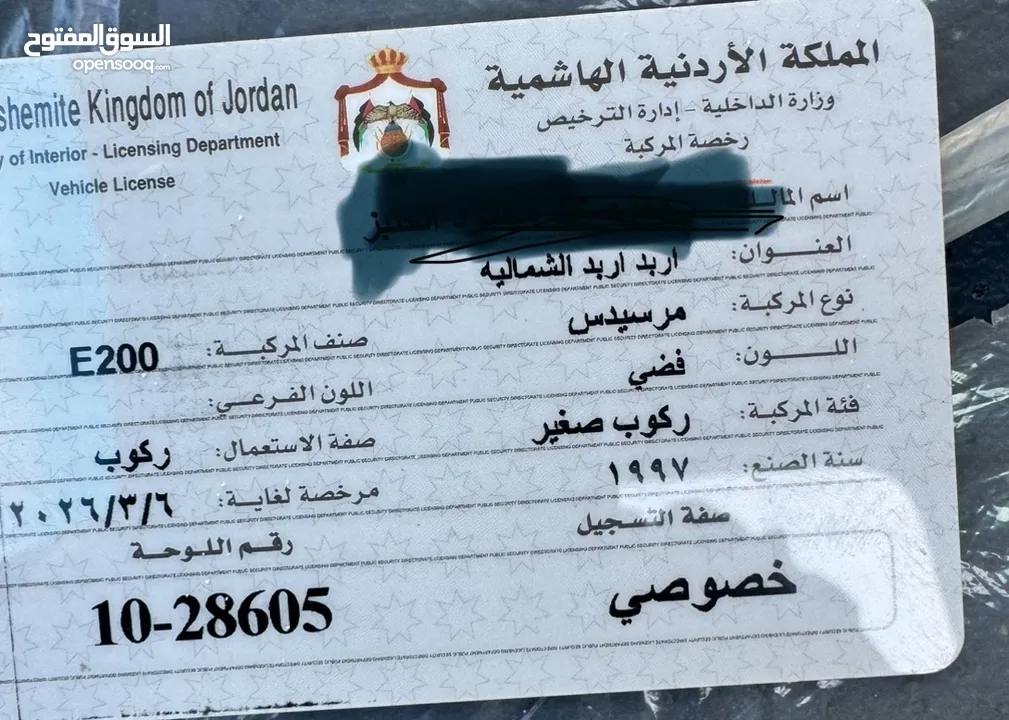 السوق المفتوح
opensooq.com
المملكة الأردنية الهاشمية
وزارة الداخلية - إدارة الترخيص
رخصة المركبة
shemite Kingdom of Jordan
y of Interior - Licensing Department
Vehicle License
اسم المالك
العنوان: اربد اربد الشماليه
نوع المركبة: مرسيدس
صنف المركبة: E200
اللون: فضي
اللون الفرعي:
فئة المركبة: ركوب صغير
صفة الاستعمال: ركوب
سنة الصنع: ١٩٩٧
مرخصة لغاية: ٢٠٢٦/٣/٦
صفة التسجيل
رقم اللوحة
خصوصي
10-28605